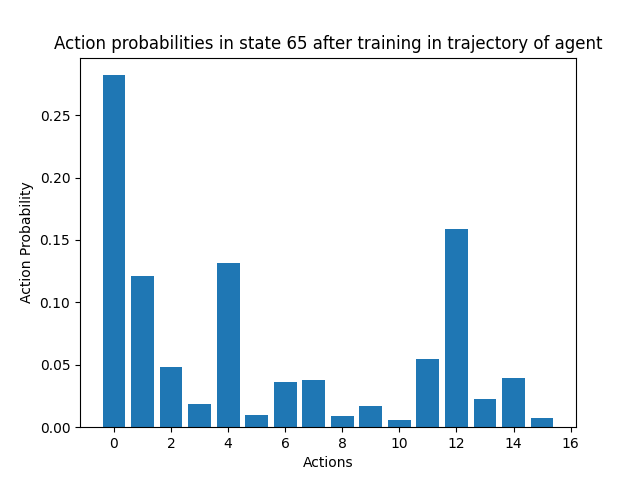 Action probabilities in state 65 after training in trajectory of agent
0.25
0.20
0.15
0.10
0.05
0.00
Action Probability
0 2 4 6 8 10 12 14 16
Actions